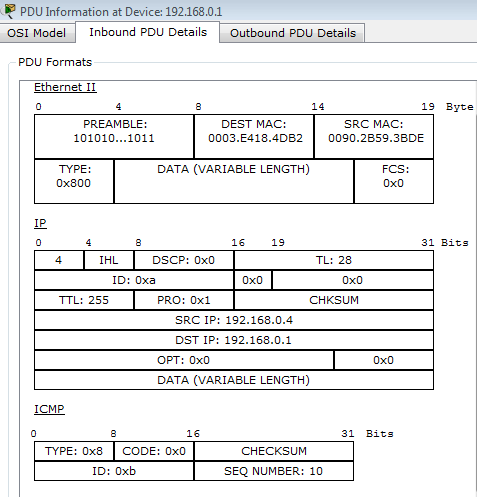 PDU Information at Device: 192.168.0.1
OSI Model Inbound PDU Details Outbound PDU Details
PDU Formats
Ethernet II
0 4 8 14 19 Byte
PREAMBLE: DEST MAC: SRC MAC:
101010...1011 0003.E418.4DB2 0090.2B59.3BDE
TYPE: DATA (VARIABLE LENGTH) FCS:
0x800 0x0
IP
0 4 8 16 19 31 Bits
4 IHL DSCP: 0x0 TL: 28
ID: 0xa 0x0 0x0
TTL: 255 PRO: 0x1 CHKSUM
SRC IP: 192.168.0.4
DST IP: 192.168.0.1
OPT: 0x0 0x0
DATA (VARIABLE LENGTH)
ICMP
0 8 16 31 Bits
TYPE: 0x8 CODE: 0x0 CHECKSUM
ID: 0xb SEQ NUMBER: 10